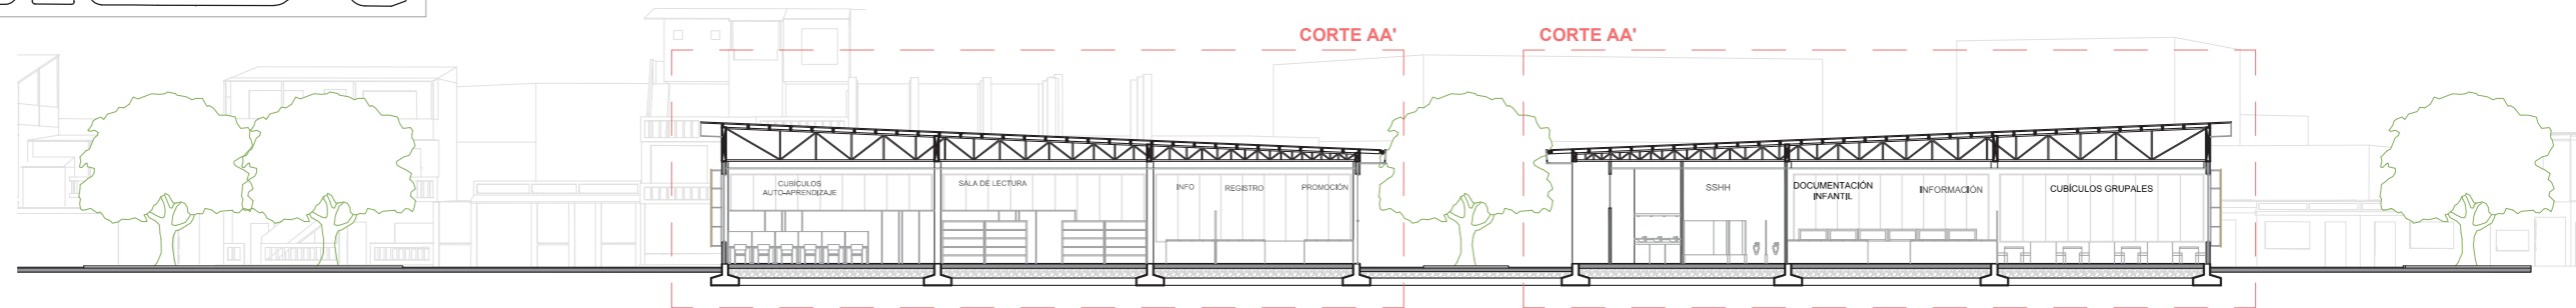 CORTE AA'
CORTE AA'
CUBÍCULOS
AUTO-APRENDIZAJE
SALA DE LECTURA
INFO
REGISTRO
PROMOCIÓN
SSHH
DOCUMENTACIÓN
INFANTIL
INFORMACIÓN
CUBÍCULOS GRUPALES